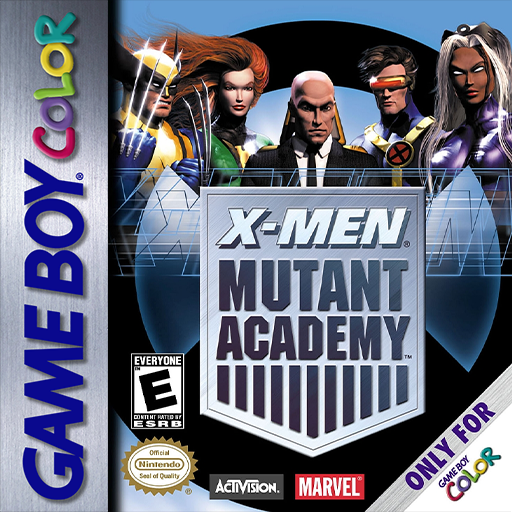 GAME BOY COLOR
X-MEN®
MUTANT
ACADEMY™
EVERYONE
E
CONTENT RATED BY
ESRB
Official
Nintendo
Seal of Quality
ACTIVISION.
MARVEL
ONLY FOR
GAME BOY
COLOR